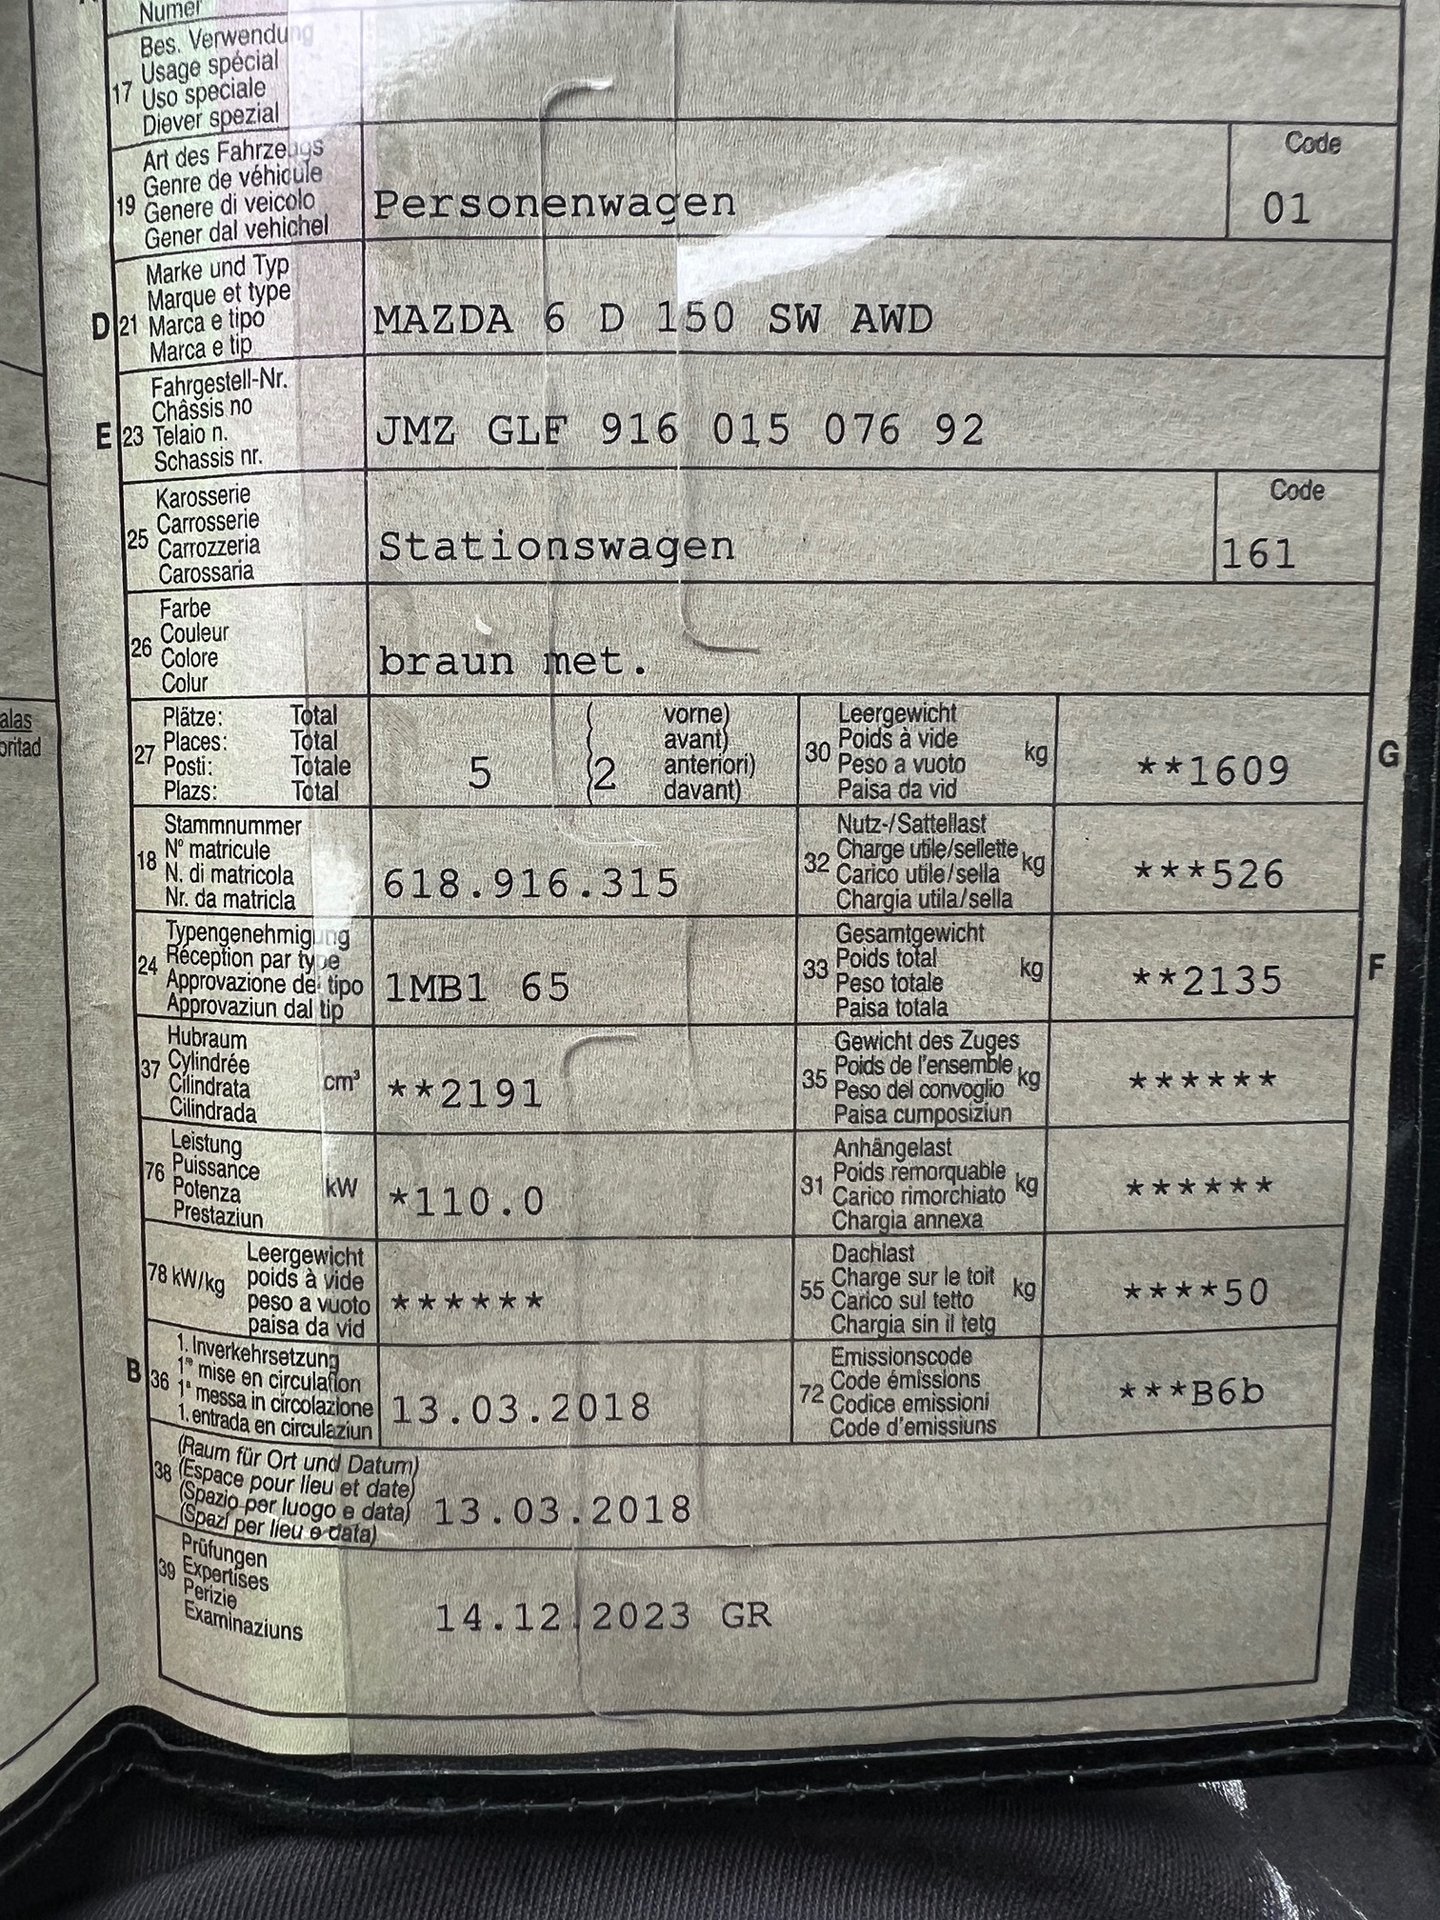 Numer
17 Bes. Verwendung
Usage spécial
Uso speciale
Diever spezial
19 Art des Fahrzeugs
Genre de véhicule
Genere di veicolo
Gener dal vehichel
Personenwagen
Code
01
D 21 Marke und Typ
Marque et type
Marca e tipo
Marca e tip
MAZDA 6 D 150 SW AWD
E 23 Fahrgestell-Nr.
Châssis no
Telaio n.
Schassis nr.
JMZ GLF 916 015 076 92
25 Karosserie
Carrosserie
Carrozzeria
Carossaria
Stationswagen
Code
161
26 Farbe
Couleur
Colore
Colur
braun met.
27 Plätze: Total
Places: Total
Posti: Totale
Plazs: Total
5
(2 vorne)
avant)
anteriori)
davant)
30 Leergewicht
Poids à vide
Peso a vuoto
Paisa da vid
kg
**1609
G
alas
oritad
18 Stammnummer
N° matricule
N. di matricola
Nr. da matricla
618.916.315
32 Nutz-/Sattellast
Charge utile/sellette
Carico utile/sella
Chargia utila/sella
kg
***526
24 Typengenehmigung
Réception par type
Approvazione del tipo
Approvaziun dal tip
1MB1 65
33 Gesamtgewicht
Poids total
Peso totale
Paisa totala
kg
**2135
F
37 Hubraum
Cylindrée
Cilindrata
Cilindrada
cm³
**2191
35 Gewicht des Zuges
Poids de l'ensemble
Peso del convoglio
Paisa cumposiziun
kg
******
76 Leistung
Puissance
Potenza
Prestaziun
kW
*110.0
31 Anhängelast
Poids remorquable
Carico rimorchiato
Chargia annexa
kg
******
78 kW/kg
Leergewicht
poids à vide
peso a vuoto
paisa da vid
******
55 Dachlast
Charge sur le toit
Carico sul tetto
Chargia sin il tetg
kg
****50
B 36 1. Inverkehrsetzung
1re mise en circulation
1a messa in circolazione
1. entrada en circulaziun
13.03.2018
72 Emissionscode
Code émissions
Codice emissioni
Code d'emissiuns
***B6b
38 (Raum für Ort und Datum)
(Espace pour lieu et date)
(Spazio per luogo e data)
(Spazi per lieu e data)
13.03.2018
39 Prüfungen
Expertises
Perizie
Examinaziuns
14.12.2023 GR